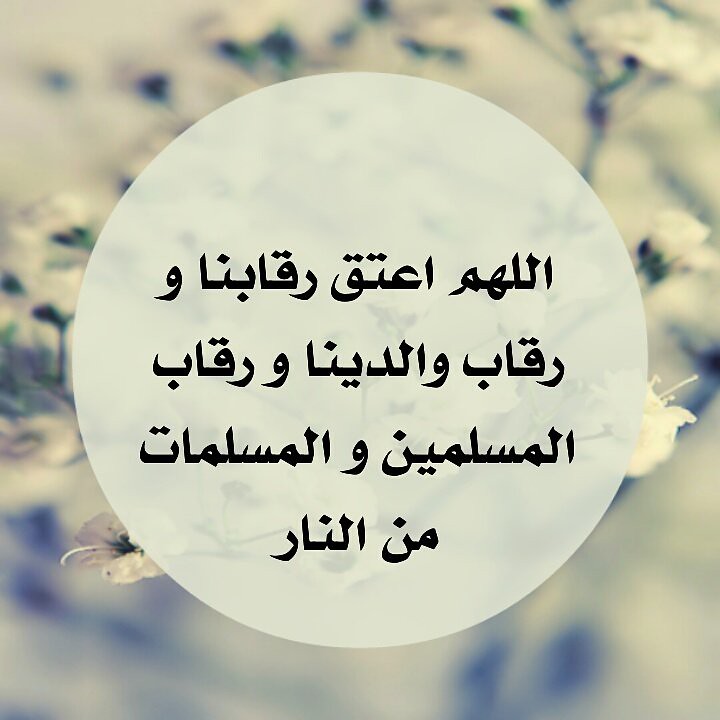 اللهم اعتق رقابنا و
رقاب والدينا و رقاب
المسلمين و المسلمات
من النار